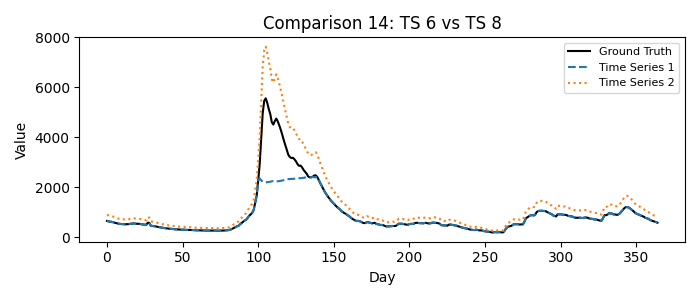 Comparison 14: TS 6 vs TS 8
8000
6000
4000
2000
0
Value
Ground Truth
Time Series 1
Time Series 2
0 50 100 150 200 250 300 350
Day